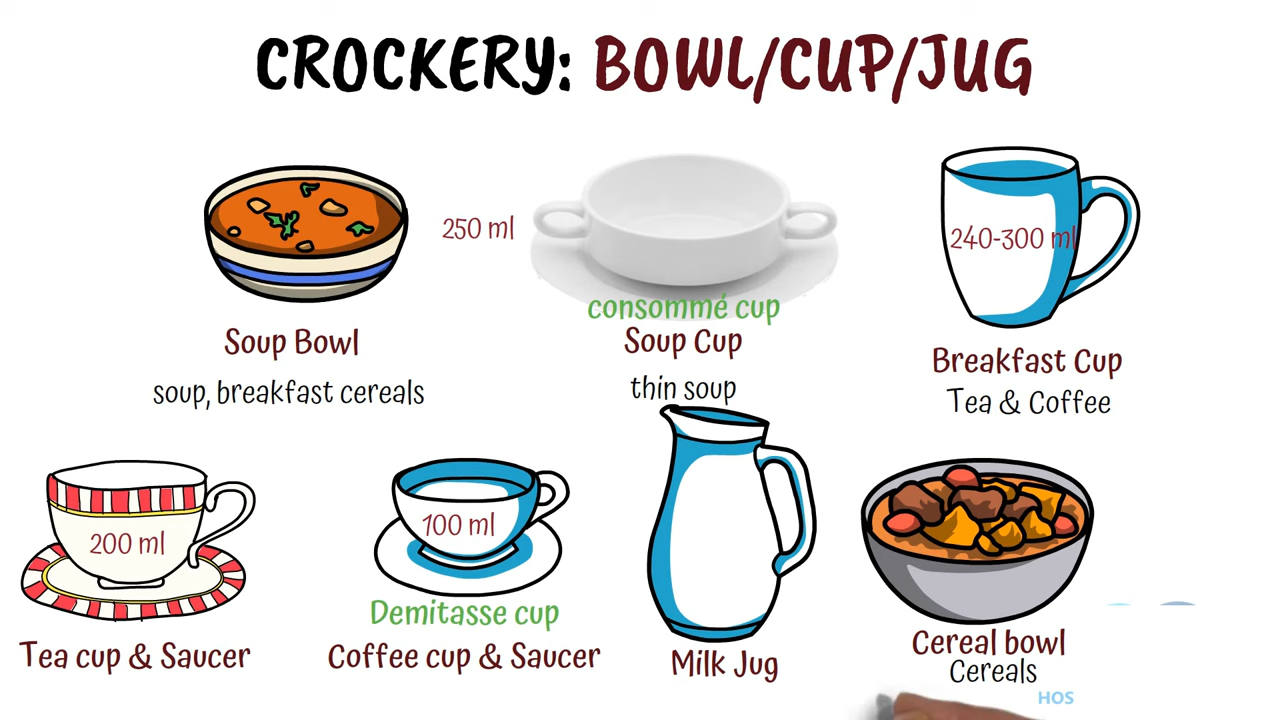 CROCKERY: BOWL/CUP/JUG
250 ml
240-300 ml
consommé cup
Soup Bowl
Soup Cup
Breakfast Cup
soup, breakfast cereals
thin soup
Tea & Coffee
200 ml
100 ml
Demitasse cup
Tea cup & Saucer
Coffee cup & Saucer
Milk Jug
Cereal bowl
Cereals
HOS